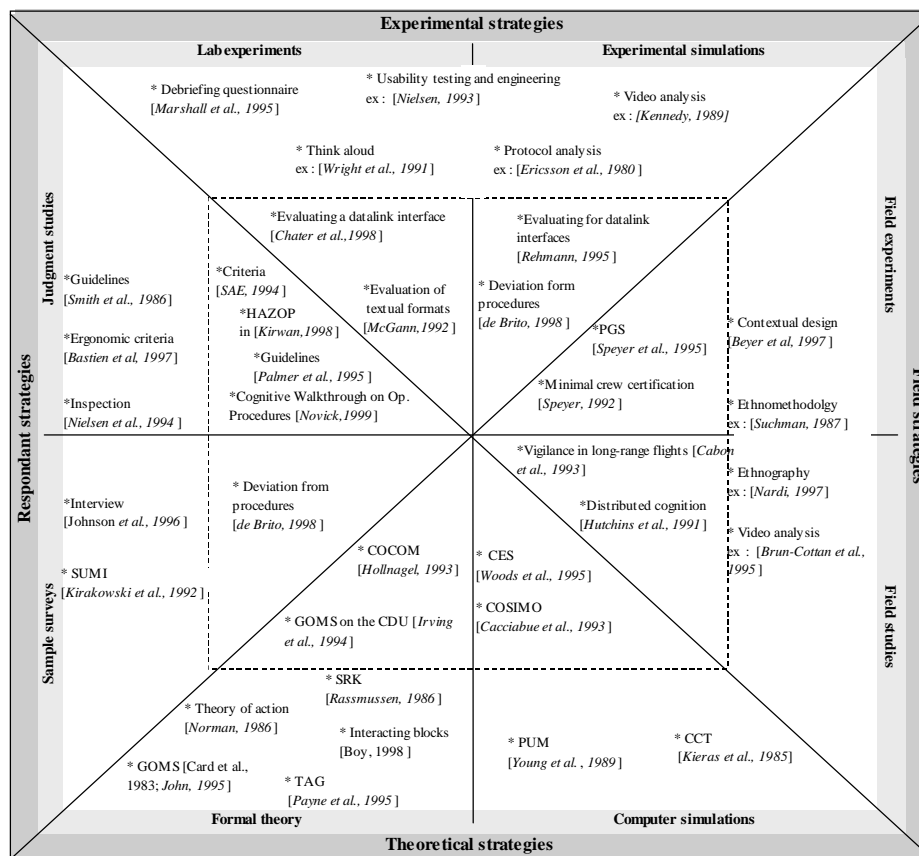 Experimental strategies
Lab experiments
Experimental simulations
* Debriefing questionnaire
[Marshall et al., 1995]
* Usability testing and engineering
ex : [Nielsen, 1993]
* Video analysis
ex : [Kennedy, 1989]
* Think aloud
ex : [Wright et al., 1991]
* Protocol analysis
ex : [Ericsson et al., 1980]
Judgment studies
Field experiments
*Evaluating a datalink interface
[Chater et al.,1998]
*Evaluating for datalink
interfaces
[Rehmann, 1995]
*Guidelines
[Smith et al., 1986]
*Criteria
[SAE, 1994]
*Evaluation of
textual formats
[McGann,1992]
* Deviation form
procedures
[de Brito, 1998]
*HAZOP
in [Kirwan,1998]
*PGS
[Speyer et al., 1995]
* Contextual design
[Beyer et al, 1997]
*Ergonomic criteria
[Bastien et al, 1997]
*Guidelines
[Palmer et al., 1995]
*Minimal crew certification
[Speyer, 1992]
*Inspection
[Nielsen et al., 1994]
*Cognitive Walkthrough on Op.
Procedures [Novick,1999]
* Ethnomethodolgy
ex : [Suchman, 1987]
Respondant strategies
Field strategies
*Vigilance in long-range flights [Cabon
et al., 1993]
* Ethnography
ex : [Nardi, 1997]
*Interview
[Johnson et al., 1996]
* Deviation from
procedures
[de Brito, 1998]
*Distributed cognition
[Hutchins et al., 1991]
* Video analysis
ex : [Brun-Cottan et al.,
1995]
* SUMI
[Kirakowski et al., 1992]
* COCOM
[Hollnagel, 1993]
* CES
[Woods et al., 1995]
* COSIMO
[Cacciabue et al., 1993]
* GOMS on the CDU [Irving
et al., 1994]
Sample surveys
Field studies
* SRK
[Rassmussen, 1986]
* Theory of action
[Norman, 1986]
* Interacting blocks
[Boy, 1998]
* GOMS [Card et al.,
1983; John, 1995]
* TAG
[Payne et al., 1995]
* PUM
[Young et al. , 1989]
* CCT
[Kieras et al., 1985]
Formal theory
Computer simulations
Theoretical strategies